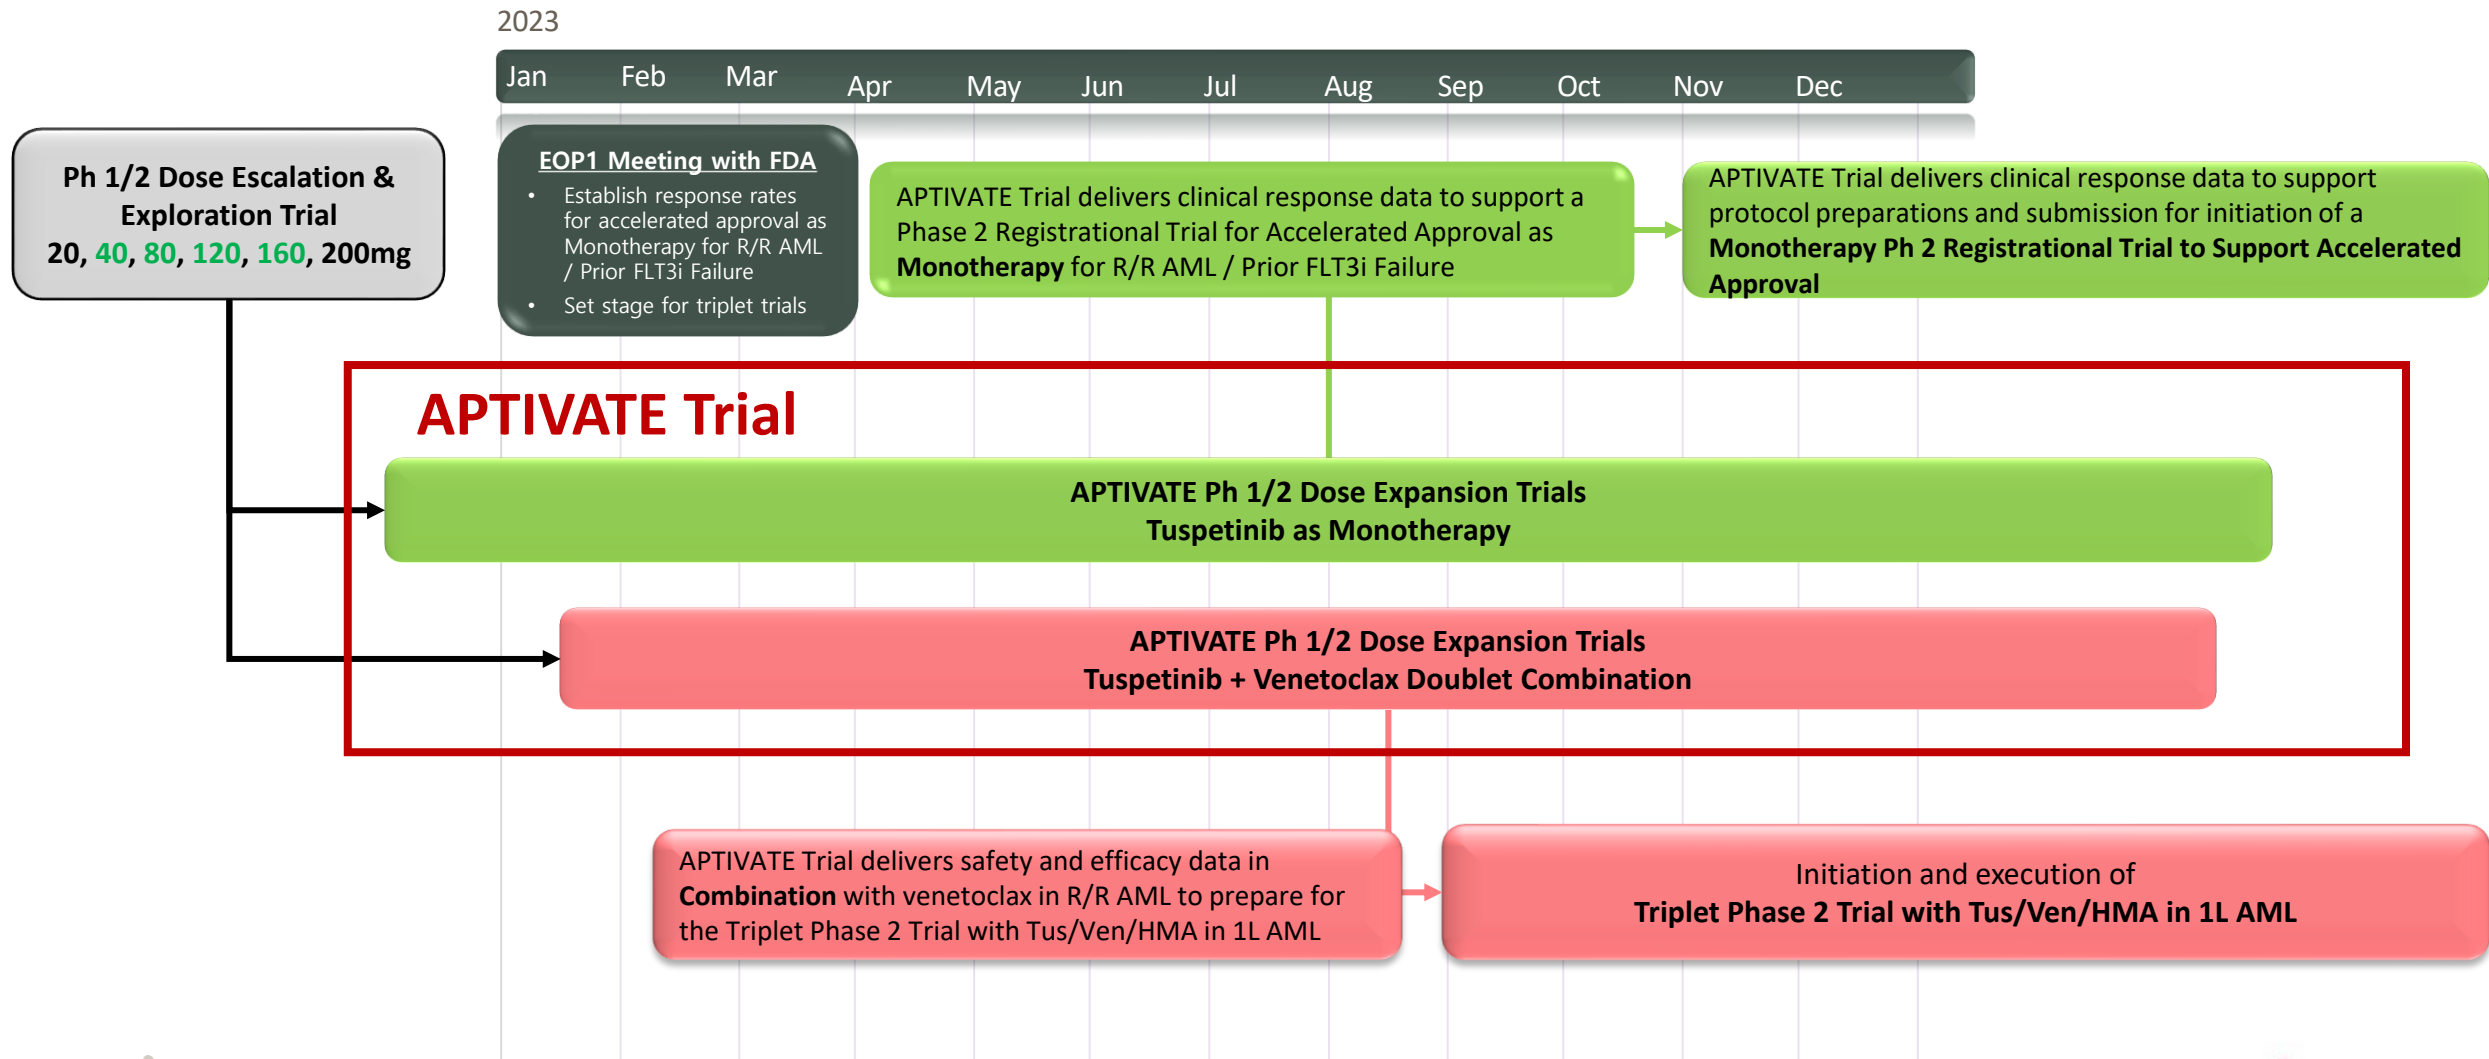 2023
Jan Feb Mar Apr May Jun Jul Aug Sep Oct Nov Dec
Ph 1/2 Dose Escalation &
Exploration Trial
20, 40, 80, 120, 160, 200mg
EOP1 Meeting with FDA
• Establish response rates
for accelerated approval as
Monotherapy for R/R AML
/ Prior FLT3i Failure
• Set stage for triplet trials
APTIVATE Trial delivers clinical response data to support a
Phase 2 Registrational Trial for Accelerated Approval as
Monotherapy for R/R AML / Prior FLT3i Failure
APTIVATE Trial delivers clinical response data to support
protocol preparations and submission for initiation of a
Monotherapy Ph 2 Registrational Trial to Support Accelerated
Approval
APTIVATE Trial
APTIVATE Ph 1/2 Dose Expansion Trials
Tuspetinib as Monotherapy
APTIVATE Ph 1/2 Dose Expansion Trials
Tuspetinib + Venetoclax Doublet Combination
APTIVATE Trial delivers safety and efficacy data in
Combination with venetoclax in R/R AML to prepare for
the Triplet Phase 2 Trial with Tus/Ven/HMA in 1L AML
Initiation and execution of
Triplet Phase 2 Trial with Tus/Ven/HMA in 1L AML